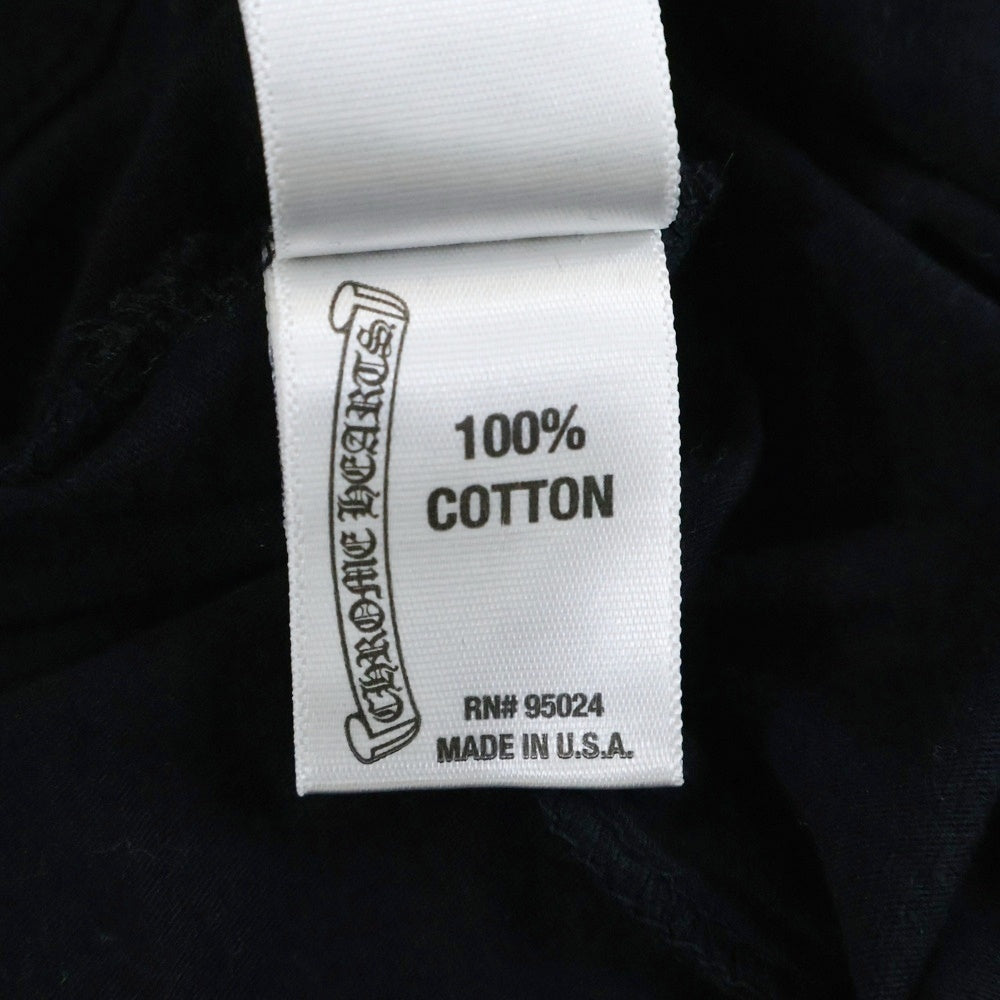 CHROME HEARTS
100%
COTTON
RN# 95024
MADE IN U.S.A.